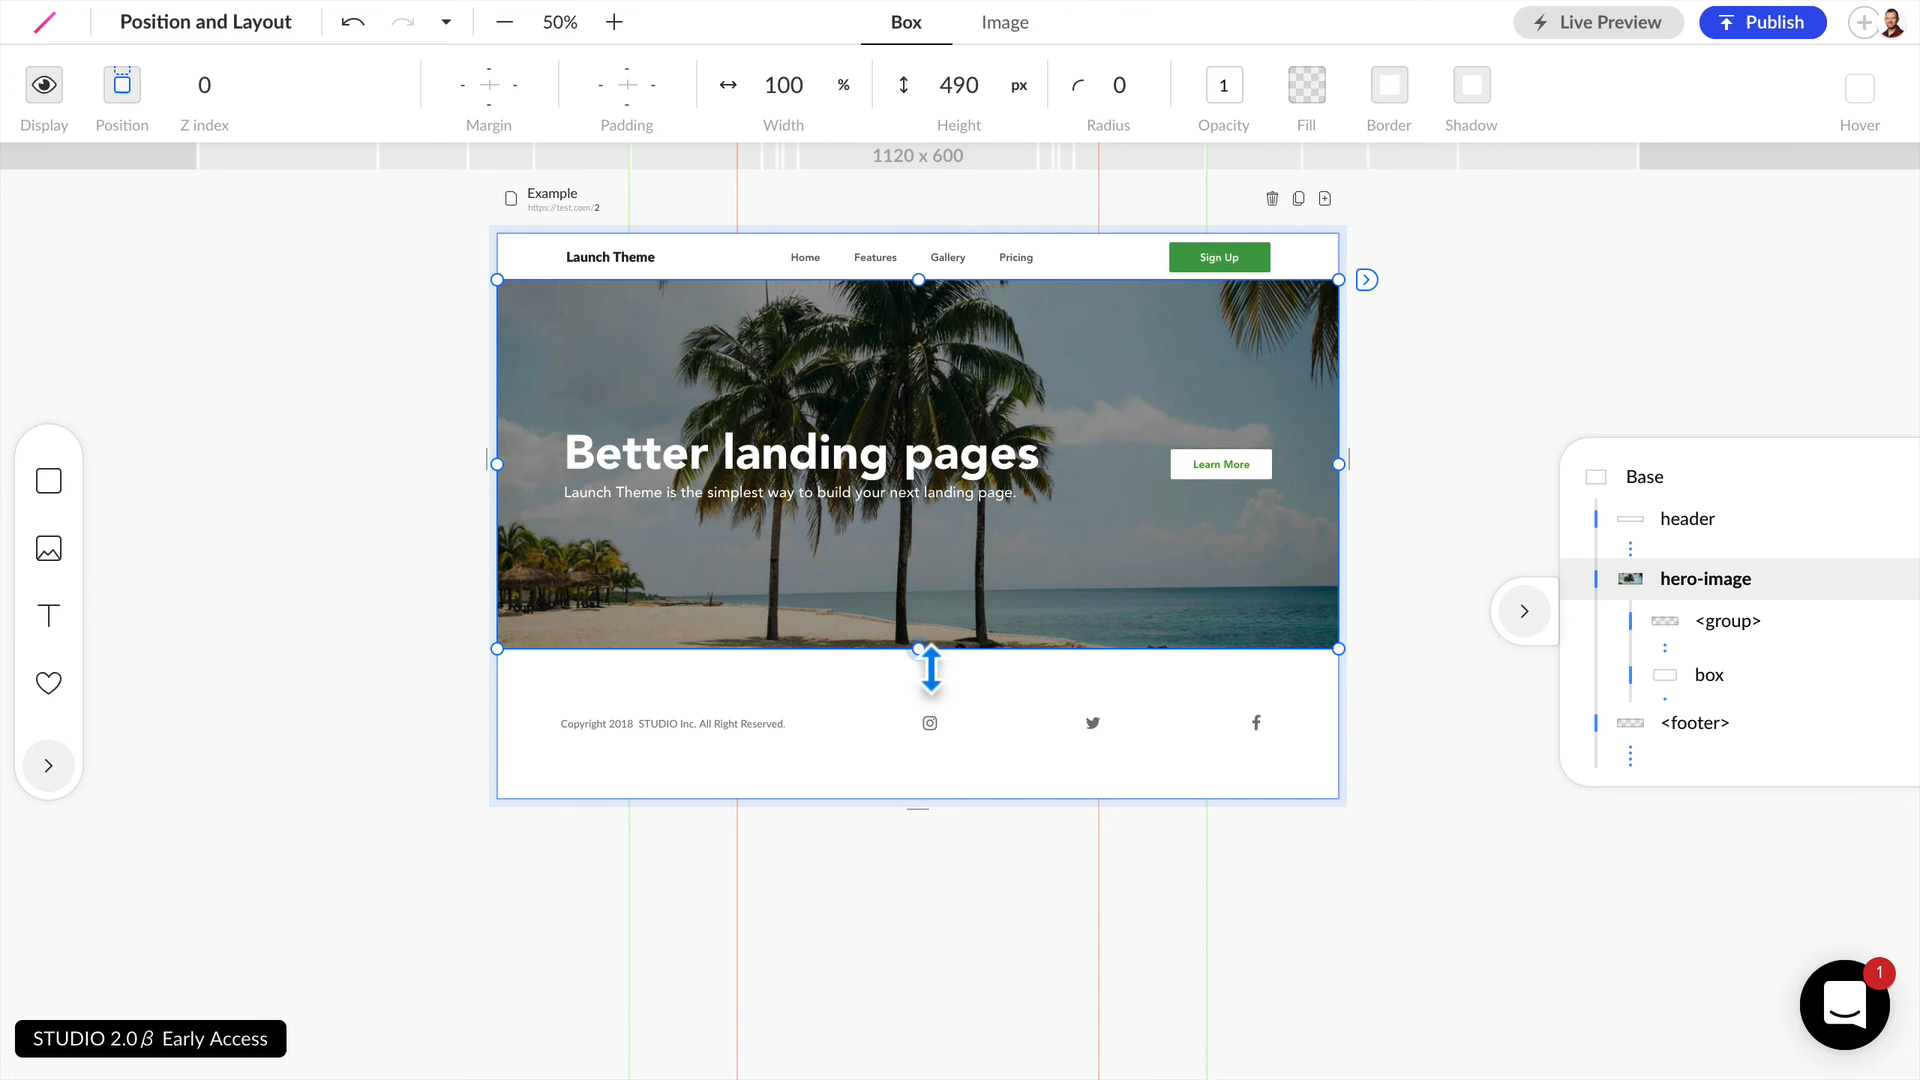 Position and Layout
50%
Box
Image
Live Preview
Publish
0
100
%
490
px
0
1
Display
Position
Z index
Margin
Padding
Width
Height
Radius
Opacity
Fill
Border
Shadow
Hover
1120 x 600
Example
https://test.com/2
Launch Theme
Home
Features
Gallery
Pricing
Sign Up
Better landing pages
Launch Theme is the simplest way to build your next landing page.
Learn More
Copyright 2018 STUDIO Inc. All Right Reserved.
Base
header
hero-image
<group>
box
<footer>
1
STUDIO 2.0 β Early Access